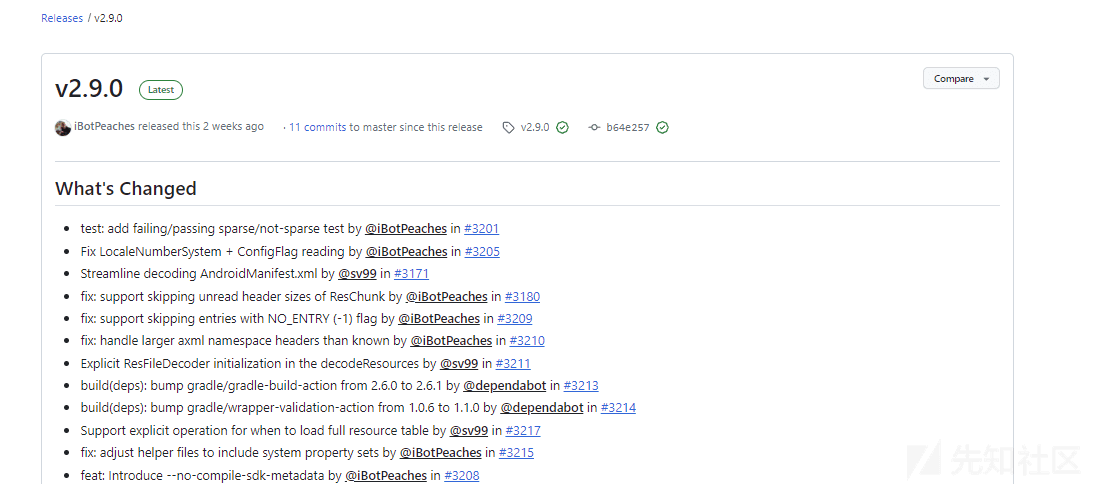 Releases / v2.9.0
v2.9.0 Latest Compare
iBotPeaches released this 2 weeks ago · 11 commits to master since this release v2.9.0 b64e257
What's Changed
• test: add failing/passing sparse/not-sparse test by @iBotPeaches in #3201
• Fix LocaleNumberSystem + ConfigFlag reading by @iBotPeaches in #3205
• Streamline decoding AndroidManifest.xml by @sv99 in #3171
• fix: support skipping unread header sizes of ResChunk by @iBotPeaches in #3180
• fix: support skipping entries with NO_ENTRY (-1) flag by @iBotPeaches in #3209
• fix: handle larger axml namespace headers than known by @iBotPeaches in #3210
• Explicit ResFileDecoder initialization in the decodeResources by @sv99 in #3211
• build(deps): bump gradle/gradle-build-action from 2.6.0 to 2.6.1 by @dependabot in #3213
• build(deps): bump gradle/wrapper-validation-action from 1.0.6 to 1.1.0 by @dependabot in #3214
• Support explicit operation for when to load full resource table by @sv99 in #3217
• fix: adjust helper files to include system property sets by @iBotPeaches in #3215
• feat: Introduce --no-compile-sdk-metadata by @iBotPeaches in #3208
先知社区